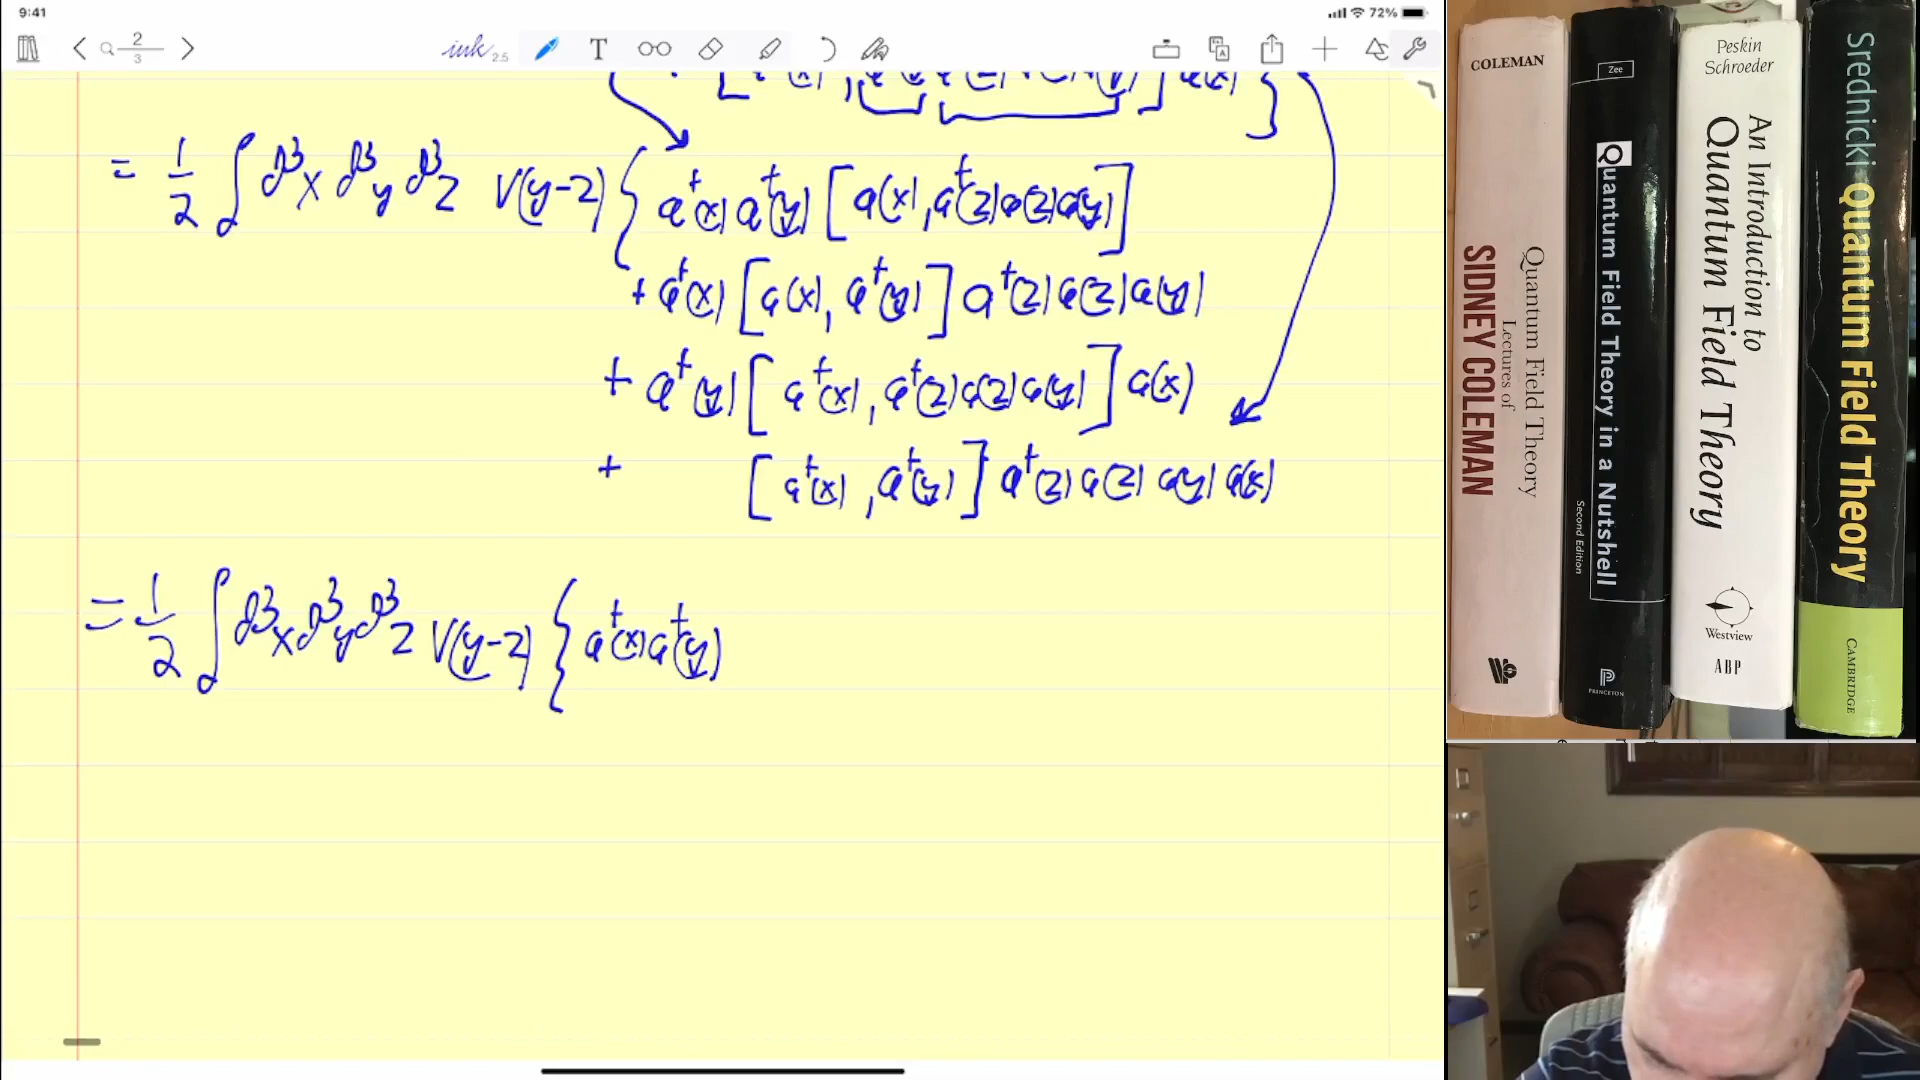 9:41
72%
2
3
ink 2.5
T
= 1/2 ∫ d³x d³y d³z V(y-z) { a†(x) a†(y) [a(x), a†(z) a(z) a(y)]
+ a†(x) [a(x), a†(y)] a†(z) a(z) a(y)
+ a†(y) [a†(x), a†(z) a(z) a(y)] a(x)
+ [a†(x), a†(y)] a†(z) a(z) a(y) a(x)
= 1/2 ∫ d³x d³y d³z V(y-z) { a†(x) a†(y)
COLEMAN
Quantum Field Theory
Lectures of
SIDNEY COLEMAN
Zee
Quantum Field Theory in a Nutshell
Second Edition
PRINCETON
Peskin
Schroeder
An Introduction to
Quantum Field Theory
Westview
ABP
Srednicki Quantum Field Theory
CAMBRIDGE